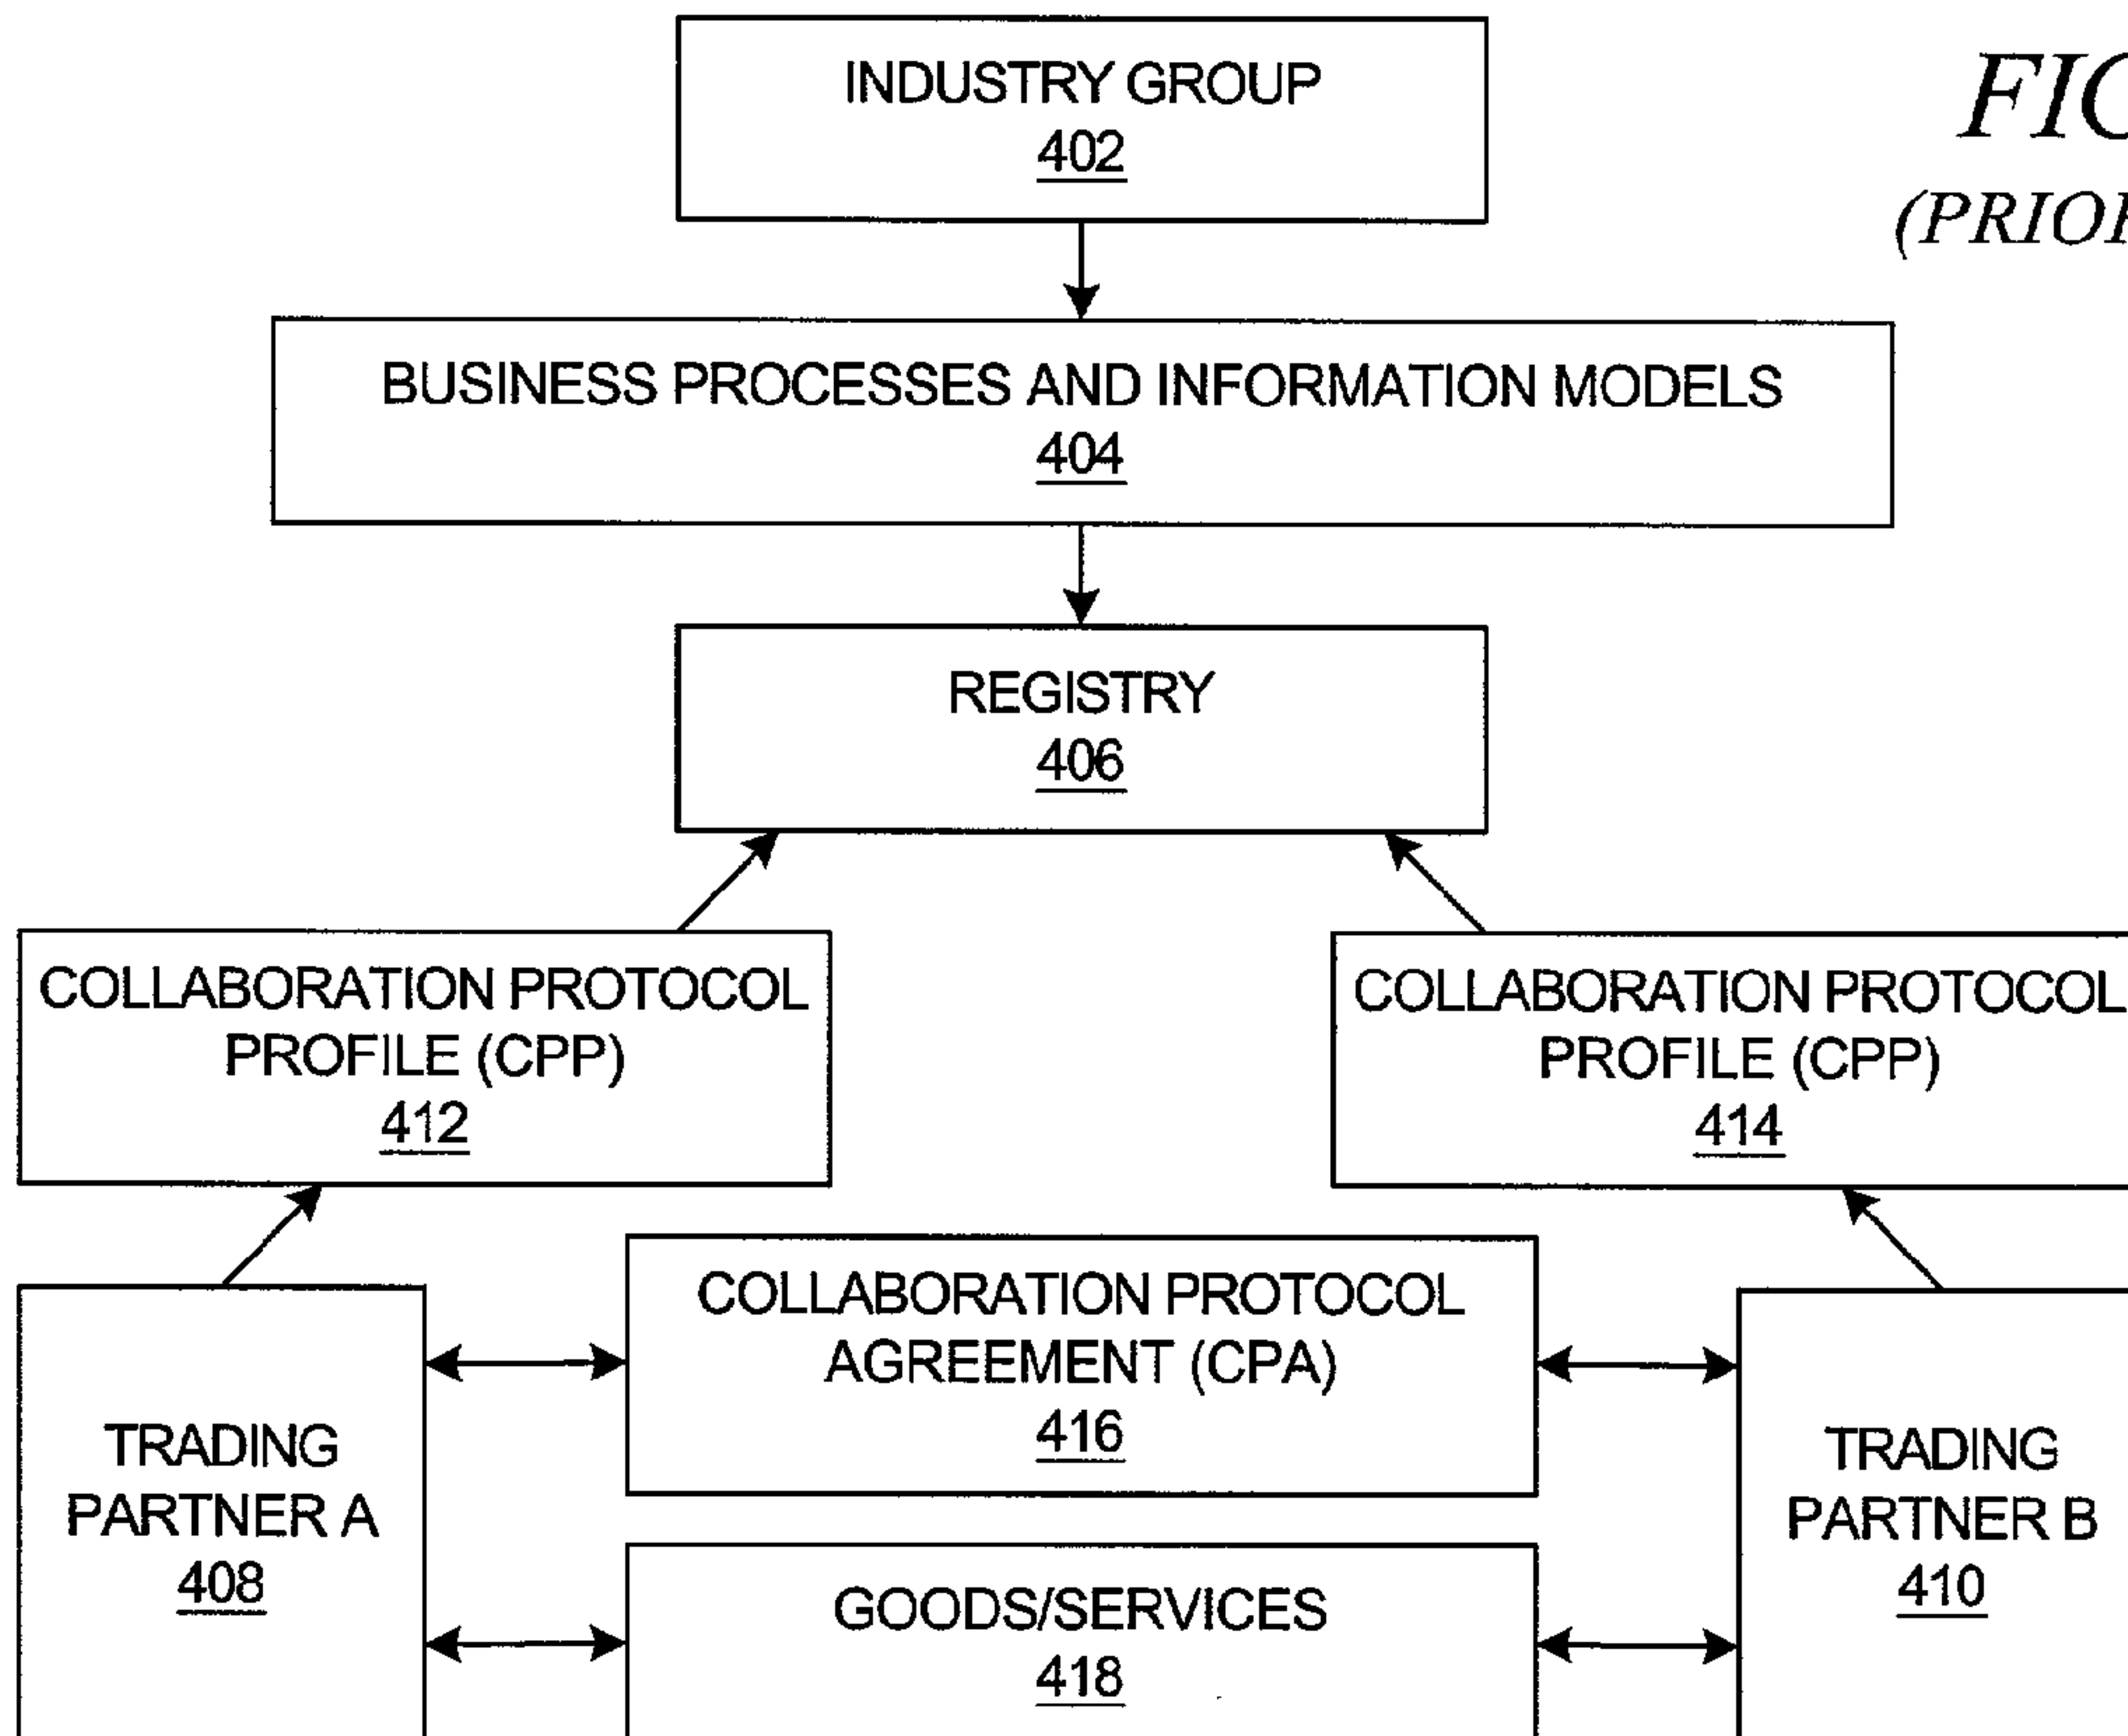 INDUSTRY GROUP
402
(PRIOR
BUSINESS PROCESSES AND INFORMATION MODELS
404
REGISTRY
406
COLLABORATION PROTOCOL
PROFILE (CPP)
412
COLLABORATION PROTOCOL
PROFILE (CPP)
414
COLLABORATION PROTOCOL
AGREEMENT (CPA)
416
TRADING
PARTNER A
408
TRADING
PARTNER B
410
GOODS/SERVICES
418